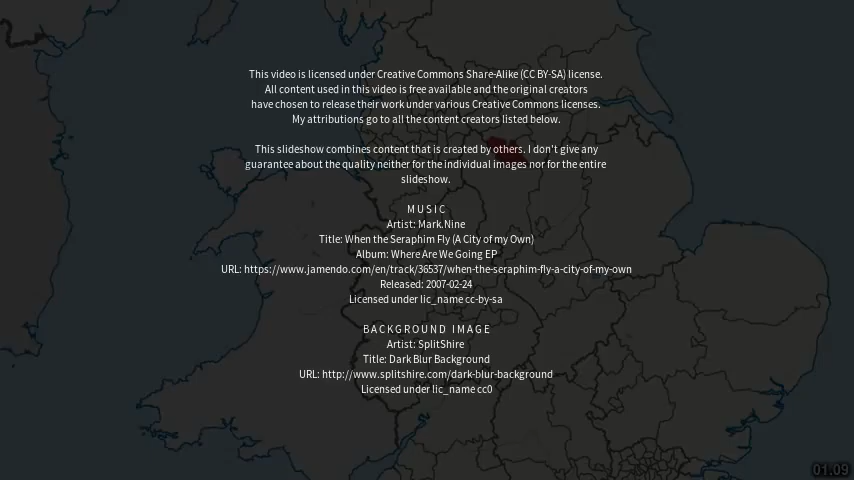 This video is licensed under Creative Commons Share-Alike (CC BY-SA) license.
All content used in this video is free available and the original creators
have chosen to release their work under various Creative Commons licenses.
My attributions go to all the content creators listed below.
This slideshow combines content that is created by others. I don't give any
guarantee about the quality neither for the individual images nor for the entire
slideshow.
MUSIC
Artist: Mark.Nine
Title: When the Seraphim Fly (A City of my Own)
Album: Where Are We Going EP
URL: https://www.jamendo.com/en/track/36537/when-the-seraphim-fly-a-city-of-my-own
Released: 2007-02-24
Licensed under lic_name cc-by-sa
BACKGROUND IMAGE
Artist: SplitShire
Title: Dark Blur Background
URL: http://www.splitshire.com/dark-blur-background
Licensed under lic_name cc0
01:09